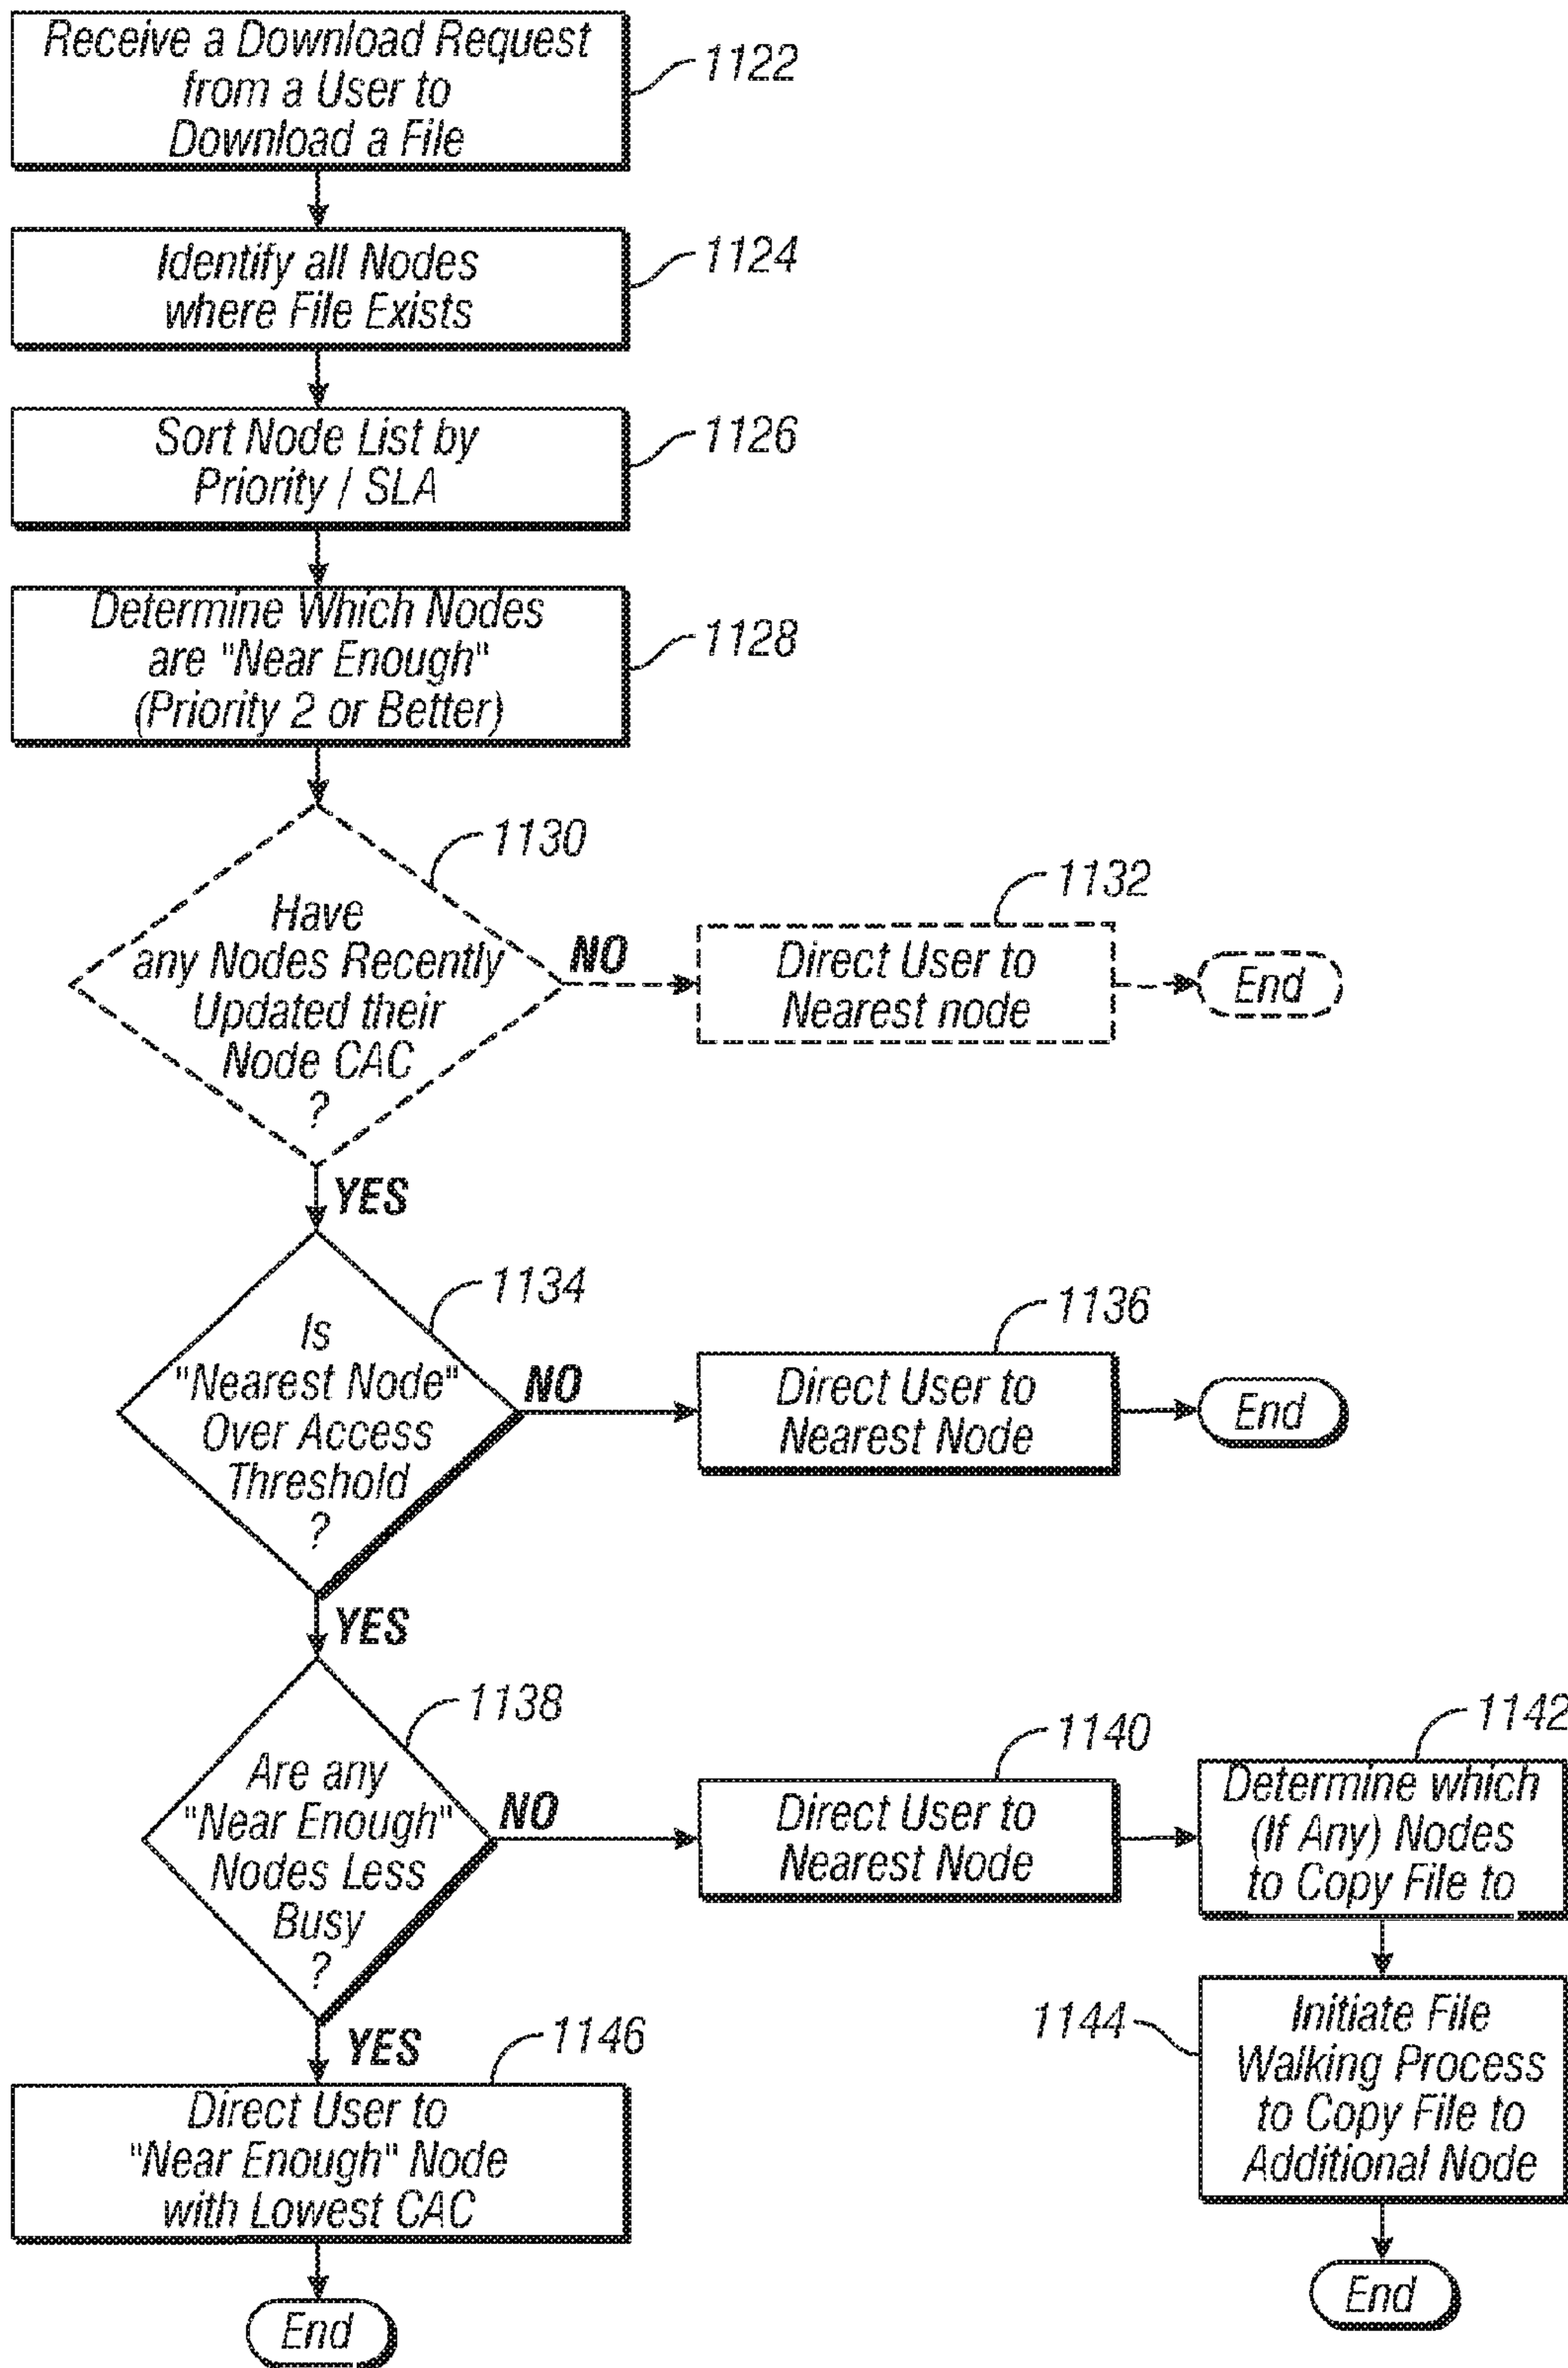 Receive a Download Request
from a User to
Download a File
1122
Identify all Nodes
where File Exists
1124
Sort Node List by
Priority / SLA
1126
Determine Which Nodes
are "Near Enough"
(Priority 2 or Better)
1128
1130
Have
any Nodes Recently
Updated their
Node CAC
?
NO
1132
Direct User to
Nearest node
End
YES
1134
Is
"Nearest Node"
Over Access
Threshold
?
NO
1136
Direct User to
Nearest Node
End
YES
1138
Are any
"Near Enough"
Nodes Less
Busy
?
NO
1140
Direct User to
Nearest Node
1142
Determine which
(If Any) Nodes
to Copy File to
1144
Initiate File
Walking Process
to Copy File to
Additional Node
End
YES
1146
Direct User to
"Near Enough" Node
with Lowest CAC
End